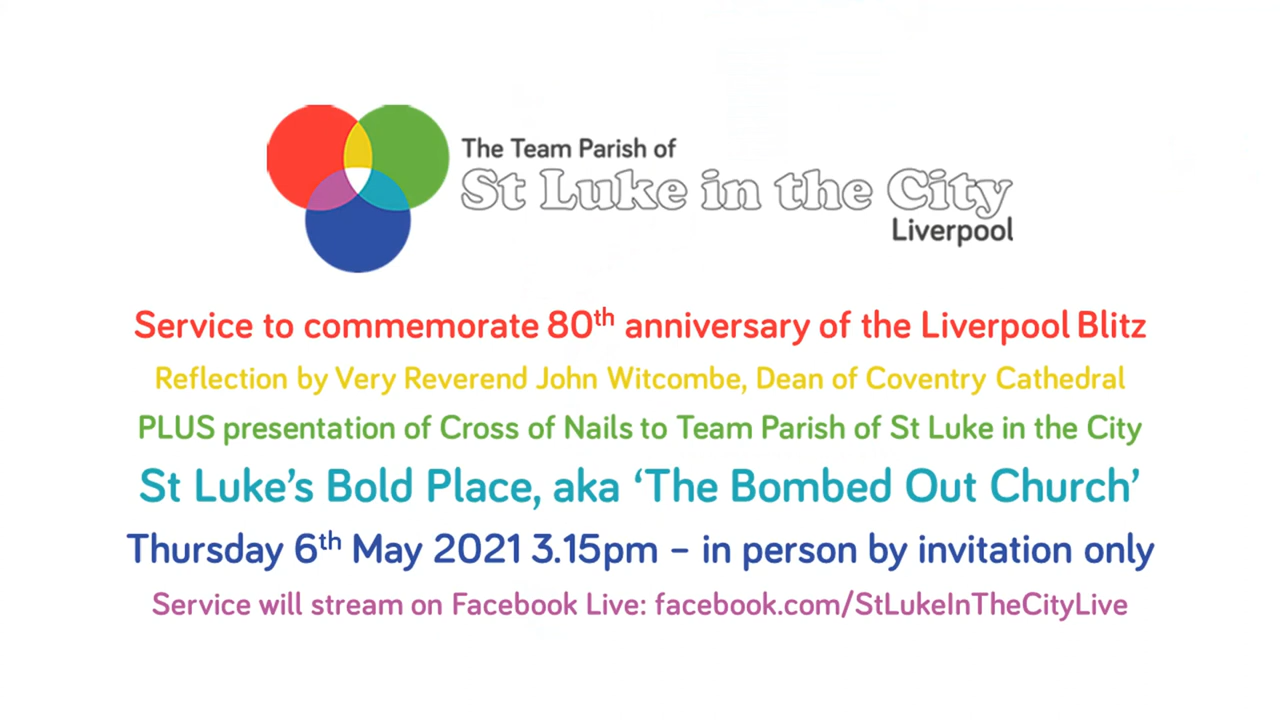 The Team Parish of
St Luke in the City
Liverpool
Service to commemorate 80th anniversary of the Liverpool Blitz
Reflection by Very Reverend John Witcombe, Dean of Coventry Cathedral
PLUS presentation of Cross of Nails to Team Parish of St Luke in the City
St Luke’s Bold Place, aka ‘The Bombed Out Church’
Thursday 6th May 2021 3.15pm – in person by invitation only
Service will stream on Facebook Live: facebook.com/StLukeInTheCityLive